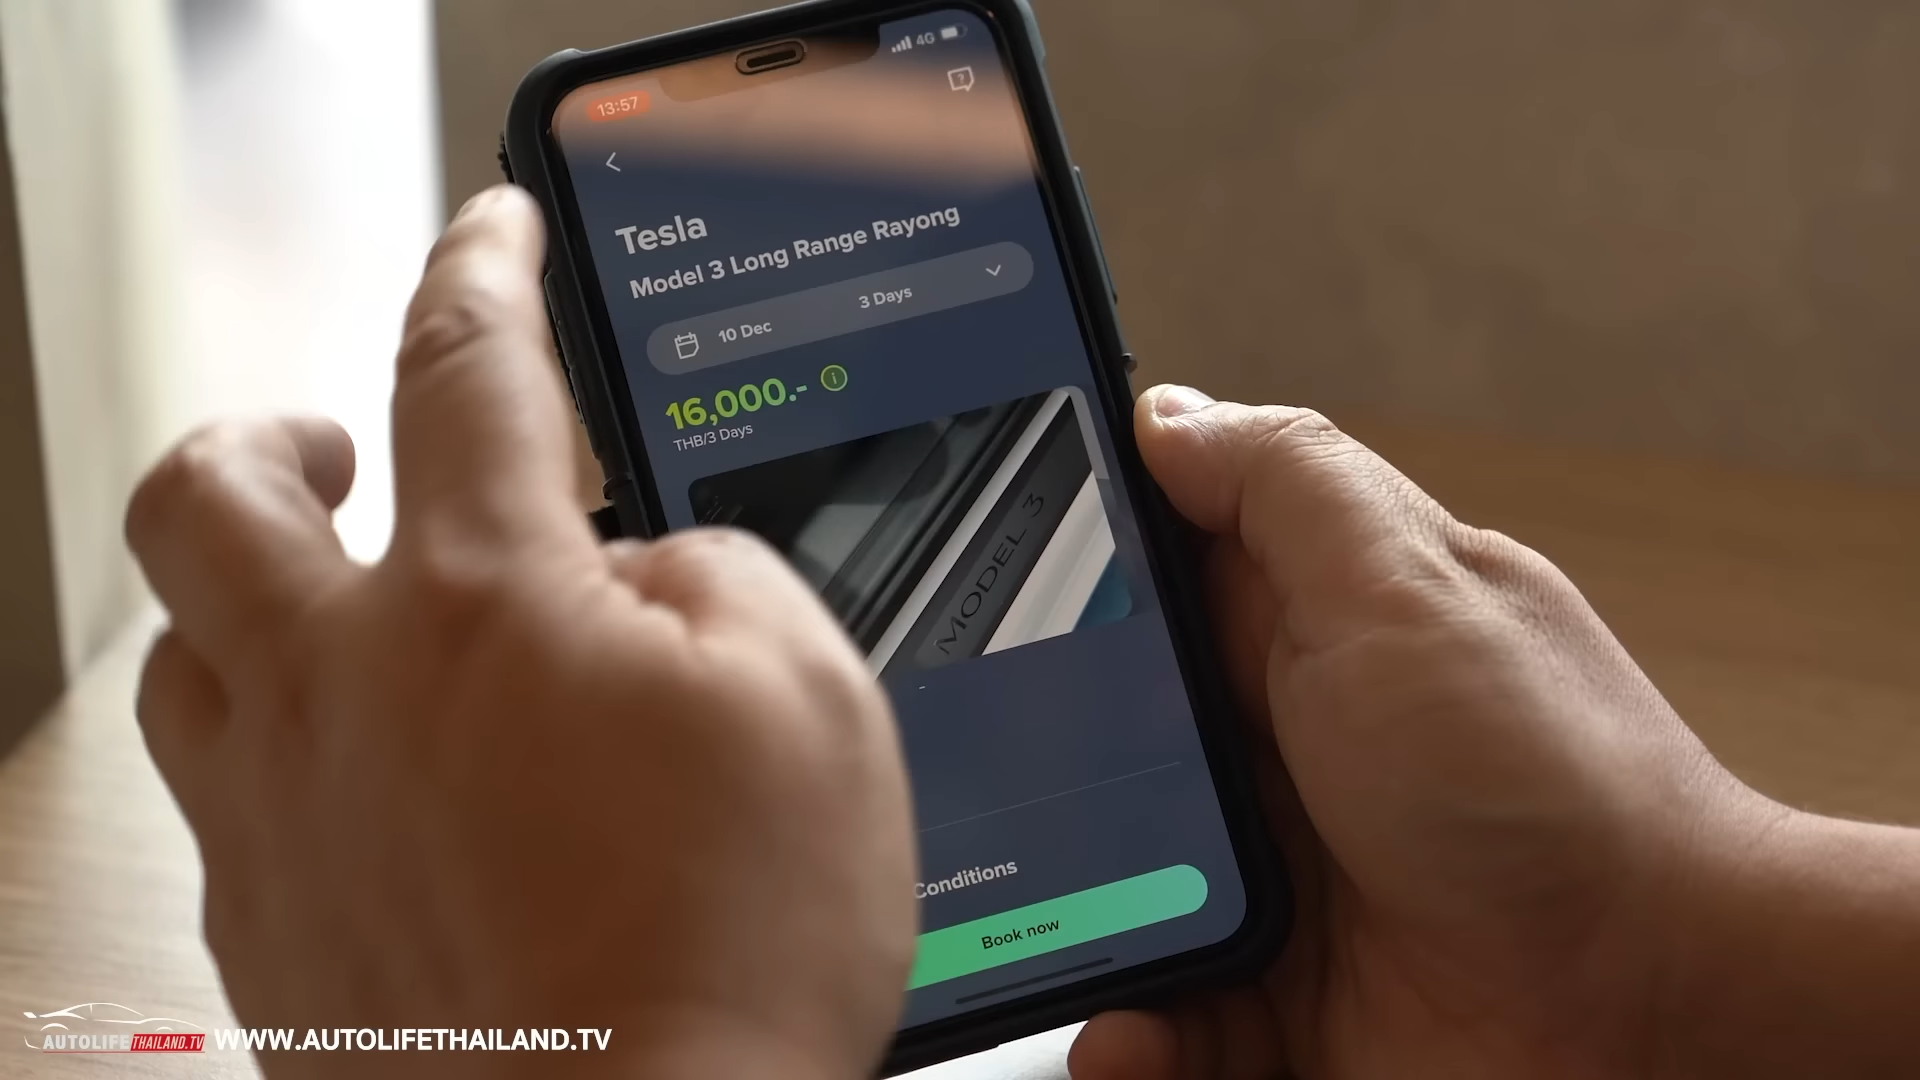 4G
13:57
Tesla
Model 3 Long Range Rayong
10 Dec 3 Days
16,000.-
THB/3 Days
MODEL 3
Conditions
Book now
AUTOLIFETHAILAND.TV WWW.AUTOLIFETHAILAND.TV